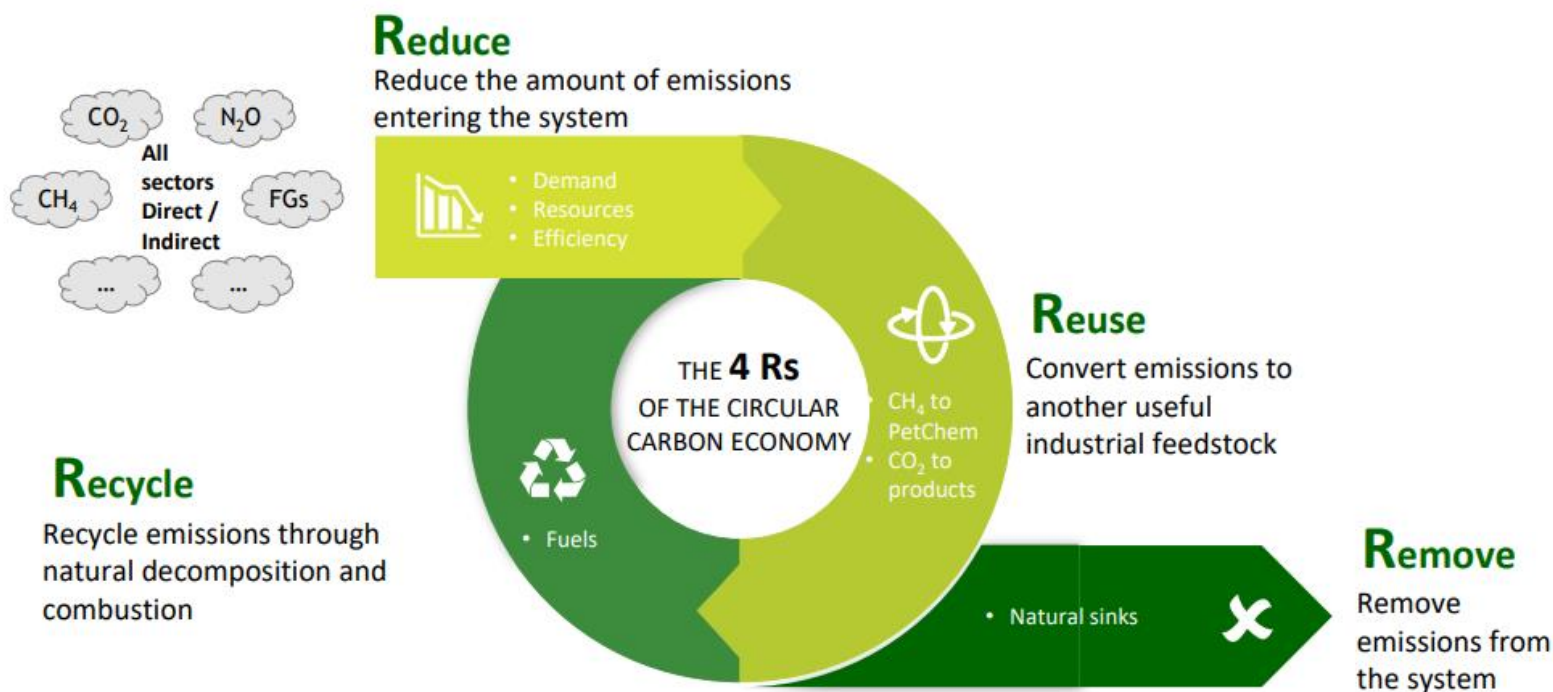 Reduce
Reduce the amount of emissions
entering the system
CO₂
N₂O
CH₄
All
sectors
Direct /
Indirect
FGs
...
...
• Demand
• Resources
• Efficiency
THE 4 Rs
OF THE CIRCULAR
CARBON ECONOMY
• CH₄ to
PetChem
• CO₂ to
products
Reuse
Convert emissions to
another useful
industrial feedstock
Recycle
Recycle emissions through
natural decomposition and
combustion
• Fuels
• Natural sinks
Remove
Remove
emissions from
the system